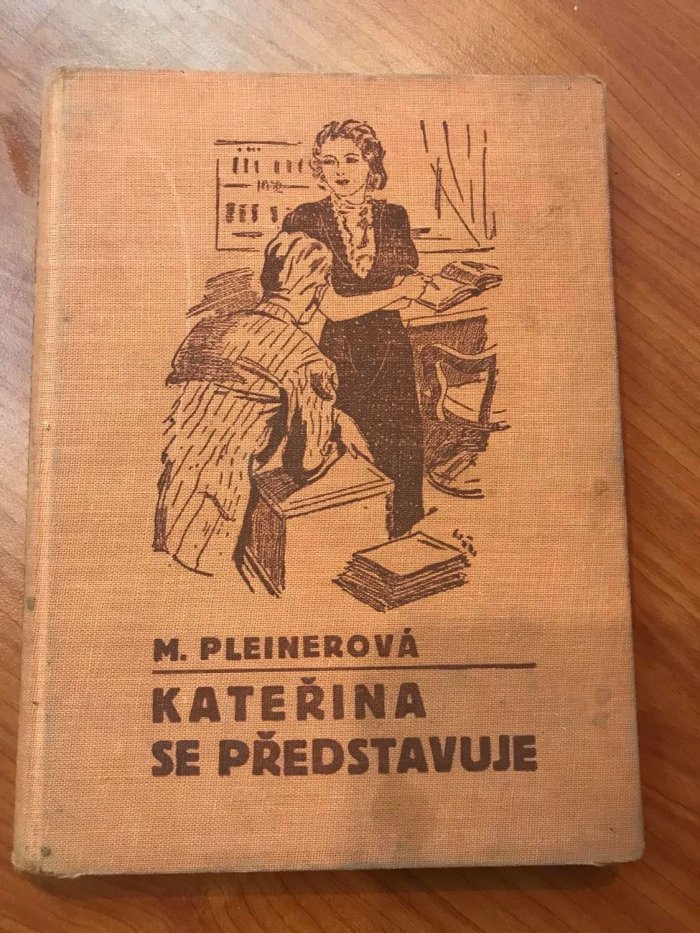 M. PLEINEROVÁ
KATEŘINA
SE PŘEDSTAVUJE